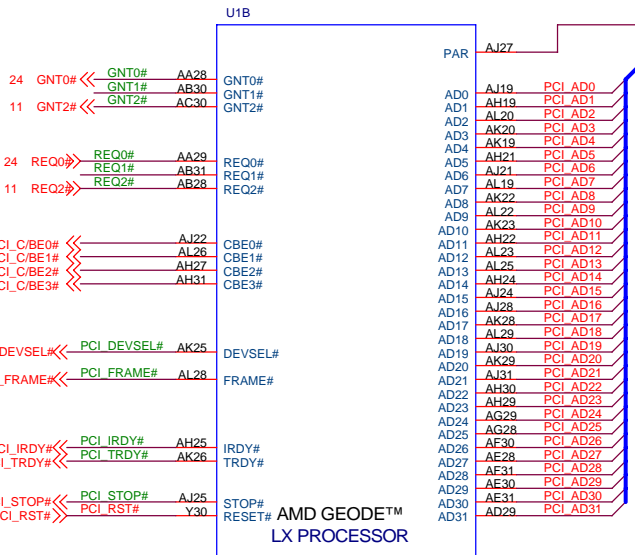 U1B
PAR AJ27
24 GNT0# GNT0# AA28 GNT0#
GNT1# AB30 GNT1#
11 GNT2# GNT2# AC30 GNT2#
24 REQ0# REQ0# AA29 REQ0#
REQ1# AB31 REQ1#
11 REQ2# REQ2# AB28 REQ2#
CI_C/BE0# AJ22 CBE0#
CI_C/BE1# AL26 CBE1#
CI_C/BE2# AH27 CBE2#
CI_C/BE3# AH31 CBE3#
DEVSEL# PCI_DEVSEL# AK25 DEVSEL#
_FRAME# PCI_FRAME# AL28 FRAME#
CI_IRDY# PCI_IRDY# AH25 IRDY#
I_TRDY# PCI_TRDY# AK26 TRDY#
I_STOP# PCI_STOP# AJ25 STOP#
CI_RST# PCI_RST# Y30 RESET#
AD0 AJ19 PCI_AD0
AD1 AH19 PCI_AD1
AD2 AL20 PCI_AD2
AD3 AK20 PCI_AD3
AD4 AK19 PCI_AD4
AD5 AH21 PCI_AD5
AD6 AJ21 PCI_AD6
AD7 AL19 PCI_AD7
AD8 AK22 PCI_AD8
AD9 AL22 PCI_AD9
AD10 AK23 PCI_AD10
AD11 AH22 PCI_AD11
AD12 AL23 PCI_AD12
AD13 AL25 PCI_AD13
AD14 AH24 PCI_AD14
AD15 AJ24 PCI_AD15
AD16 AJ28 PCI_AD16
AD17 AK28 PCI_AD17
AD18 AL29 PCI_AD18
AD19 AJ30 PCI_AD19
AD20 AK29 PCI_AD20
AD21 AJ31 PCI_AD21
AD22 AH30 PCI_AD22
AD23 AH29 PCI_AD23
AD24 AG29 PCI_AD24
AD25 AG28 PCI_AD25
AD26 AF30 PCI_AD26
AD27 AE28 PCI_AD27
AD28 AF31 PCI_AD28
AD29 AE30 PCI_AD29
AD30 AE31 PCI_AD30
AD31 AD29 PCI_AD31
AMD GEODE™
LX PROCESSOR